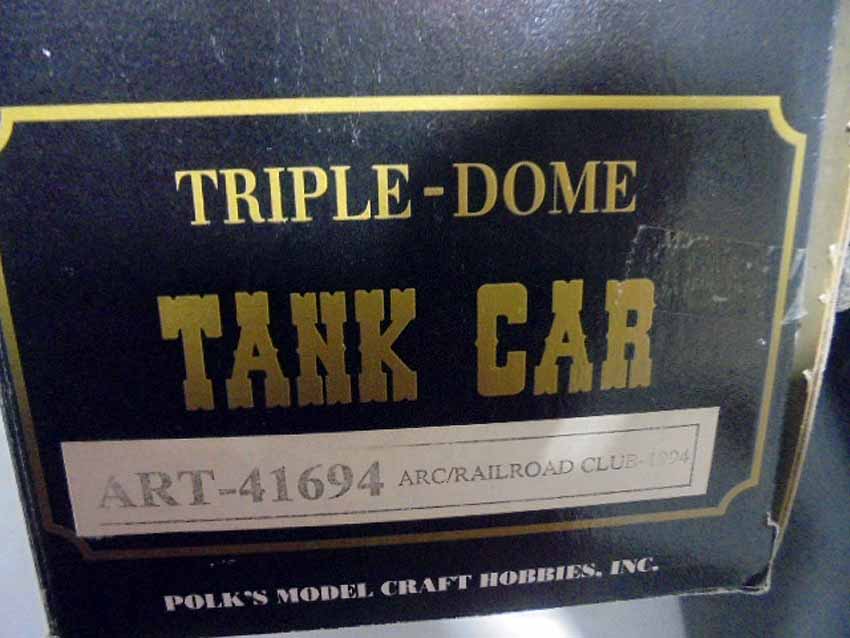 TRIPLE-DOME
TANK CAR
ART-41694 ARC/RAILROAD CLUB-1994
POLK'S MODEL CRAFT HOBBIES, INC.